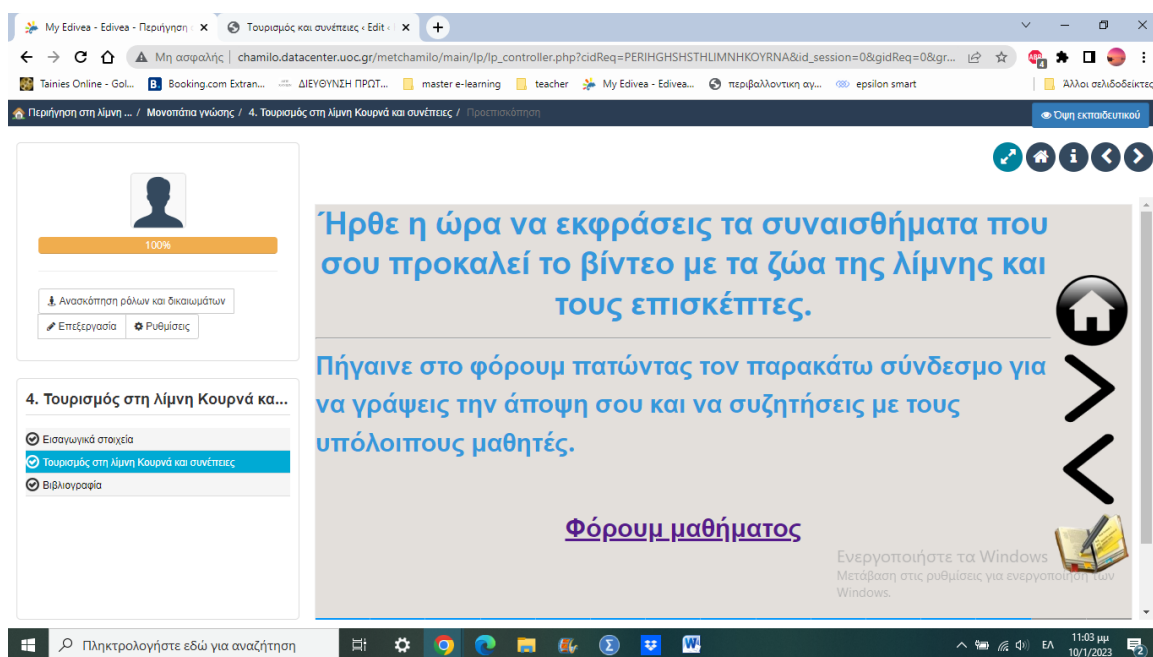 My Edivea - Edivea - Περιήγηση
Τουρισμός και συνέπειες « Edit «
Μη ασφαλής | chamilo.datacenter.uoc.gr/metchamilo/main/lp/lp_controller.php?cidReq=PERIHGHSHSTHLIMNHKOYRNA&id_session=0&gidReq=0&gr...
Tainies Online - Gol... Booking.com Extran... ΔΙΕΥΘΥΝΣΗ ΠΡΩΤ... master e-learning teacher My Edivea - Edivea... περιβαλλοντικη αγ... epsilon smart Άλλοι σελιδοδείκτες
Περιήγηση στη λίμνη ... / Μονοπάτια γνώσης / 4. Τουρισμός στη λίμνη Κουρνά και συνέπειες / Προεπισκόπηση
Όψη εκπαιδευτικού
100%
Ανασκόπηση ρόλων και δικαιωμάτων
Επεξεργασία Ρυθμίσεις
4. Τουρισμός στη λίμνη Κουρνά κα...
Εισαγωγικά στοιχεία
Τουρισμός στη λίμνη Κουρνά και συνέπειες
Βιβλιογραφία
Ήρθε η ώρα να εκφράσεις τα συναισθήματα που
σου προκαλεί το βίντεο με τα ζώα της λίμνης και
τους επισκέπτες.
Πήγαινε στο φόρουμ πατώντας τον παρακάτω σύνδεσμο για
να γράψεις την άποψη σου και να συζητήσεις με τους
υπόλοιπους μαθητές.
Φόρουμ μαθήματος
Ενεργοποιήστε τα Windows
Μετάβαση στις ρυθμίσεις για ενεργοποίηση των
Windows.
Πληκτρολογήστε εδώ για αναζήτηση
ΕΛ
11:03 μμ
10/1/2023